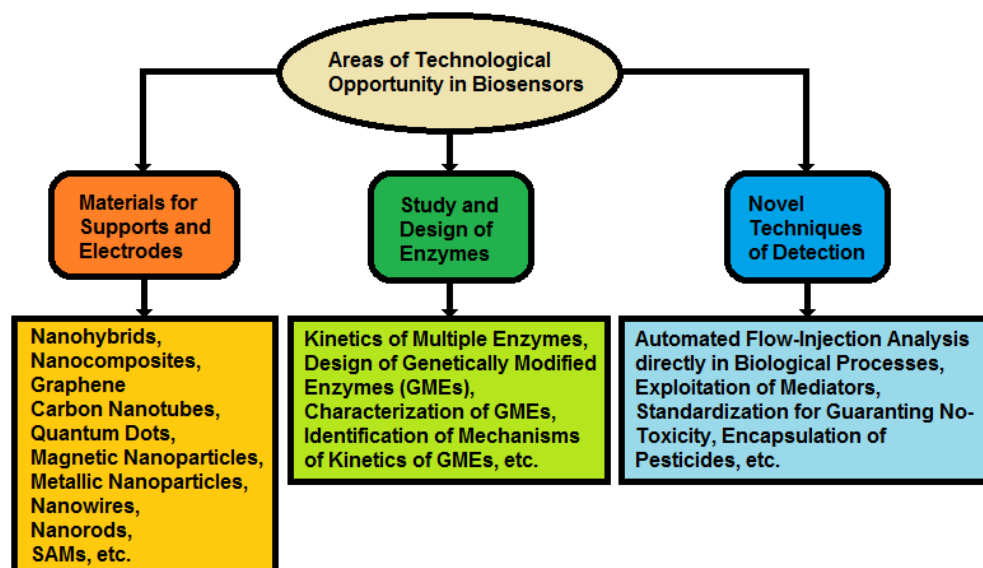 Areas of Technological
Opportunity in Biosensors
Materials for
Supports and
Electrodes
Study and
Design of
Enzymes
Novel
Techniques
of Detection
Nanohybrids,
Nanocomposites,
Graphene
Carbon Nanotubes,
Quantum Dots,
Magnetic Nanoparticles,
Metallic Nanoparticles,
Nanowires,
Nanorods,
SAMs, etc.
Kinetics of Multiple Enzymes,
Design of Genetically Modified
Enzymes (GMEs),
Characterization of GMEs,
Identification of Mechanisms
of Kinetics of GMEs, etc.
Automated Flow-Injection Analysis
directly in Biological Processes,
Exploitation of Mediators,
Standardization for Guaranting No-
Toxicity, Encapsulation of
Pesticides, etc.